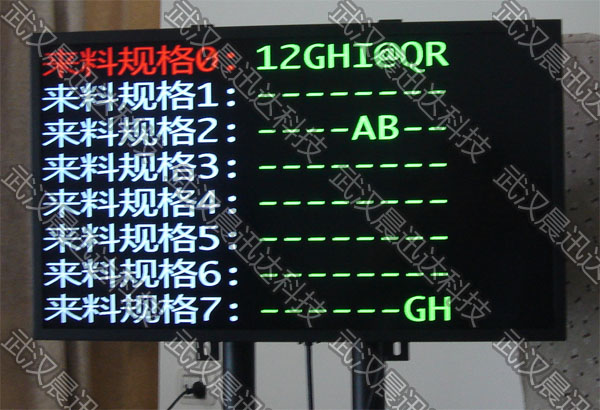 来料规格0: 12GHI@QR
来料规格1: --------
来料规格2: ----AB--
来料规格3: --------
来料规格4: --------
来料规格5: --------
来料规格6: --------
来料规格7: ------GH
武汉晨讯达科技